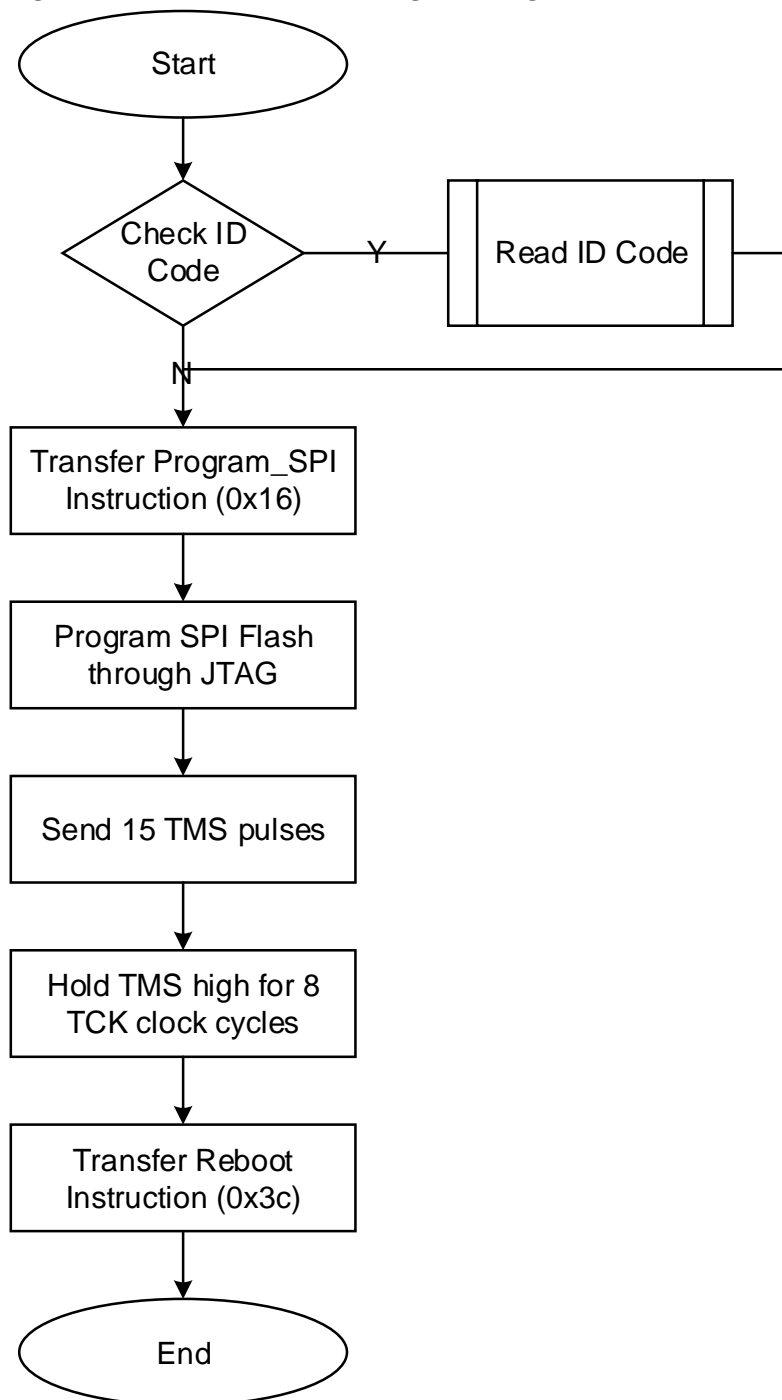 Start
Check ID
Code
Y
Read ID Code
N
Transfer Program_SPI
Instruction (0x16)
Program SPI Flash
through JTAG
Send 15 TMS pulses
Hold TMS high for 8
TCK clock cycles
Transfer Reboot
Instruction (0x3c)
End